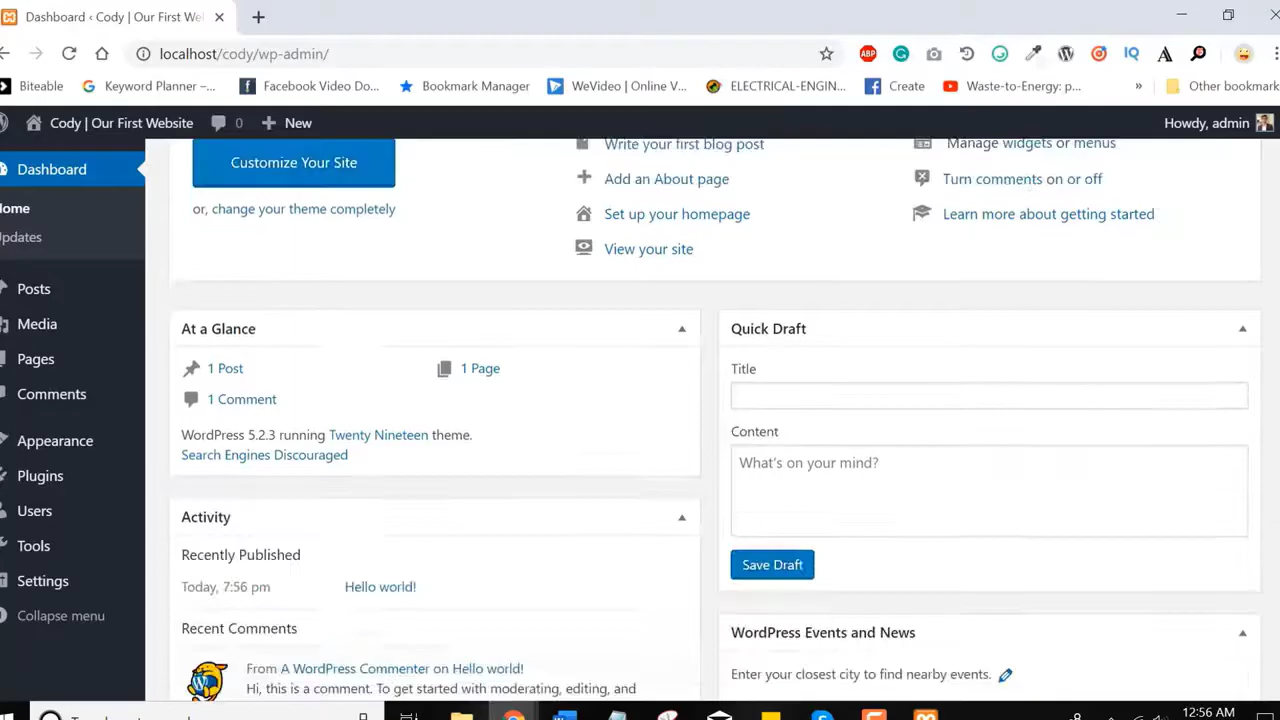 Dashboard ‹ Cody | Our First We
localhost/cody/wp-admin/
ABP
IQ
A
Biteable
Keyword Planner –...
Facebook Video Do...
Bookmark Manager
WeVideo | Online V...
ELECTRICAL-ENGIN...
Create
Waste-to-Energy: p...
»
Other bookmark
Cody | Our First Website
0
New
Howdy, admin
Dashboard
Home
Updates
Posts
Media
Pages
Comments
Appearance
Plugins
Users
Tools
Settings
Collapse menu
Customize Your Site
or, change your theme completely
Write your first blog post
Add an About page
Set up your homepage
View your site
Manage widgets or menus
Turn comments on or off
Learn more about getting started
At a Glance
1 Post
1 Page
1 Comment
WordPress 5.2.3 running Twenty Nineteen theme.
Search Engines Discouraged
Activity
Recently Published
Today, 7:56 pm Hello world!
Recent Comments
From A WordPress Commenter on Hello world!
Hi, this is a comment. To get started with moderating, editing, and
Quick Draft
Title
Content
What's on your mind?
Save Draft
WordPress Events and News
Enter your closest city to find nearby events.
12:56 AM